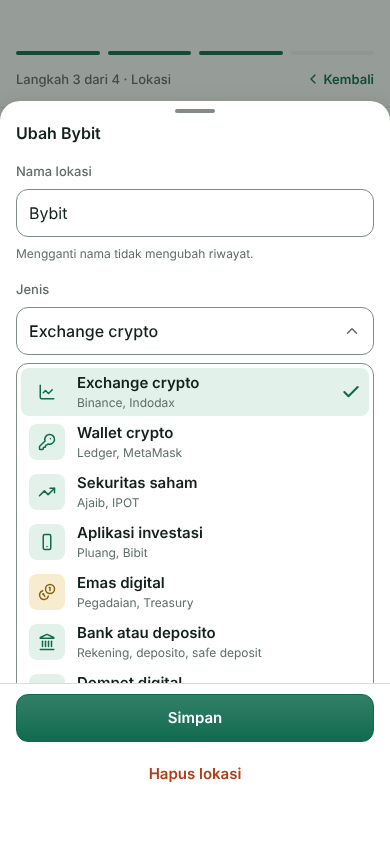 Langkah 3 dari 4 · Lokasi
Kembali
Ubah Bybit
Nama lokasi
Bybit
Mengganti nama tidak mengubah riwayat.
Jenis
Exchange crypto
Exchange crypto
Binance, Indodax
Wallet crypto
Ledger, MetaMask
Sekuritas saham
Ajaib, IPOT
Aplikasi investasi
Pluang, Bibit
Emas digital
Pegadaian, Treasury
Bank atau deposito
Rekening, deposito, safe deposit
Dompet digital
Simpan
Hapus lokasi